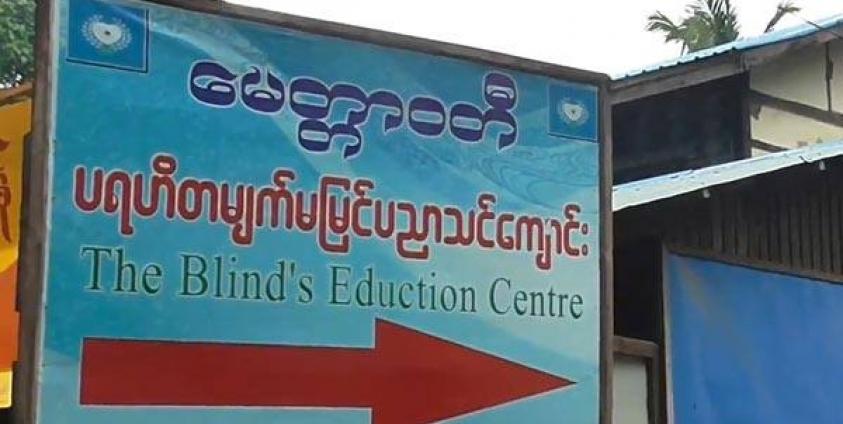 မေတ္တာဝတီ
ပရဟိတမျက်မမြင်ပညာသင်ကျောင်း
The Blind's Eduction Centre